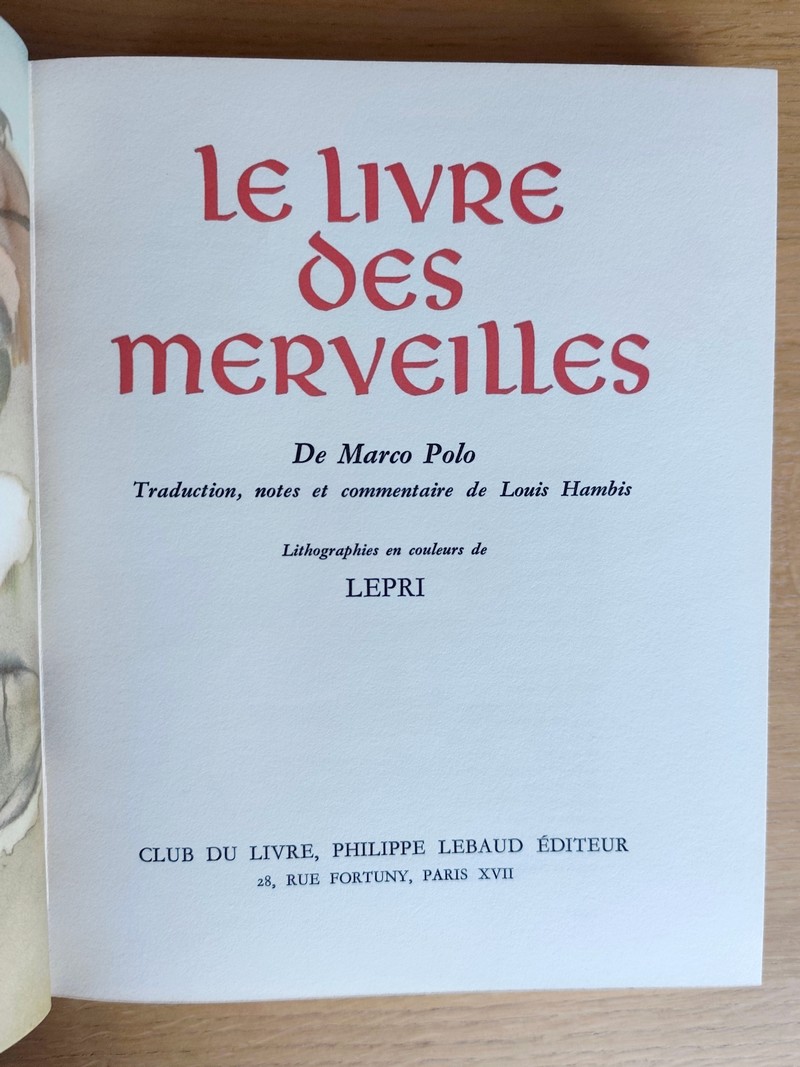 LE LIVRE
DES
MERVEILLES
De Marco Polo
Traduction, notes et commentaire de Louis Hambis
Lithographies en couleurs de
LEPRI
CLUB DU LIVRE, PHILIPPE LEBAUD ÉDITEUR
28, RUE FORTUNY, PARIS XVII